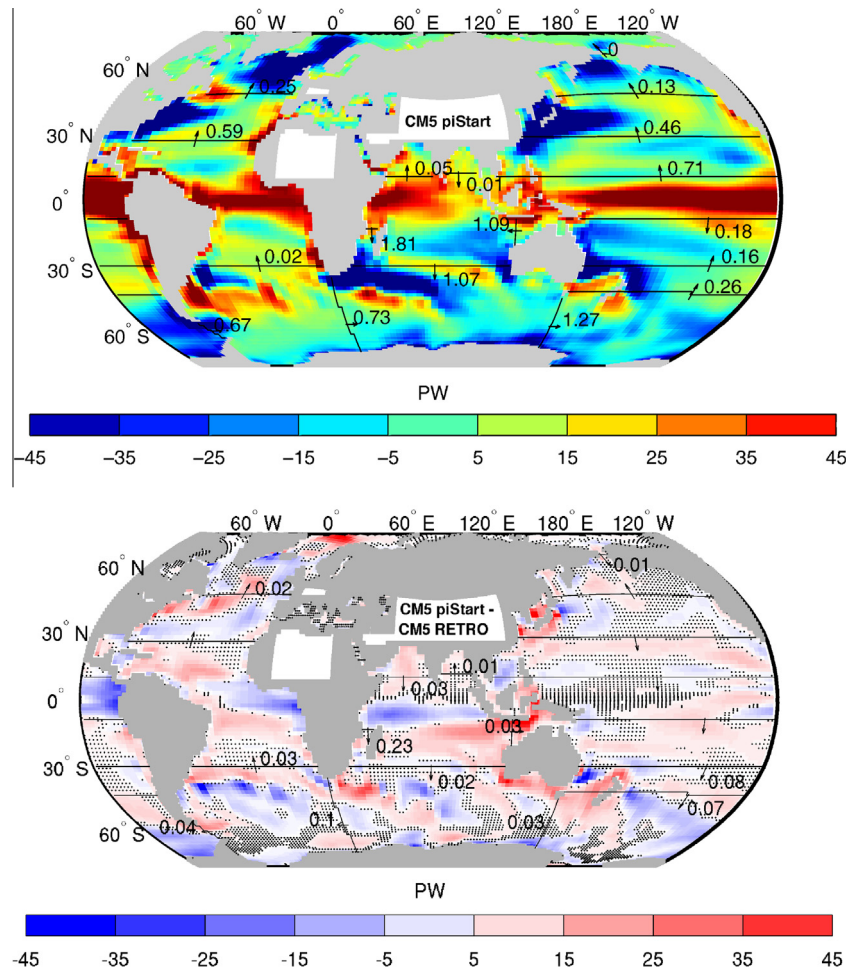 60 W 0° 60° E 120° E 180° E 120° W
60° N
30° N
0°
30° S
60° S
CM5 piStart
0
0.25
0.13
0.59
0.46
0.05
0.71
0.01
1.09
0.18
1.81
0.02
0.16
1.07
0.26
0.67
0.73
1.27
PW
−45 −35 −25 −15 −5 5 15 25 35 45
60° W 0° 60° E 120° E 180° E 120° W
60° N
30° N
0°
30° S
60° S
CM5 piStart -
CM5 RETRO
0.01
0.02
0.01
0.03
0.03
0.23
0.03
0.02
0.08
0.07
0.04
0.1
0.03
PW
-45 -35 -25 -15 -5 5 15 25 35 45